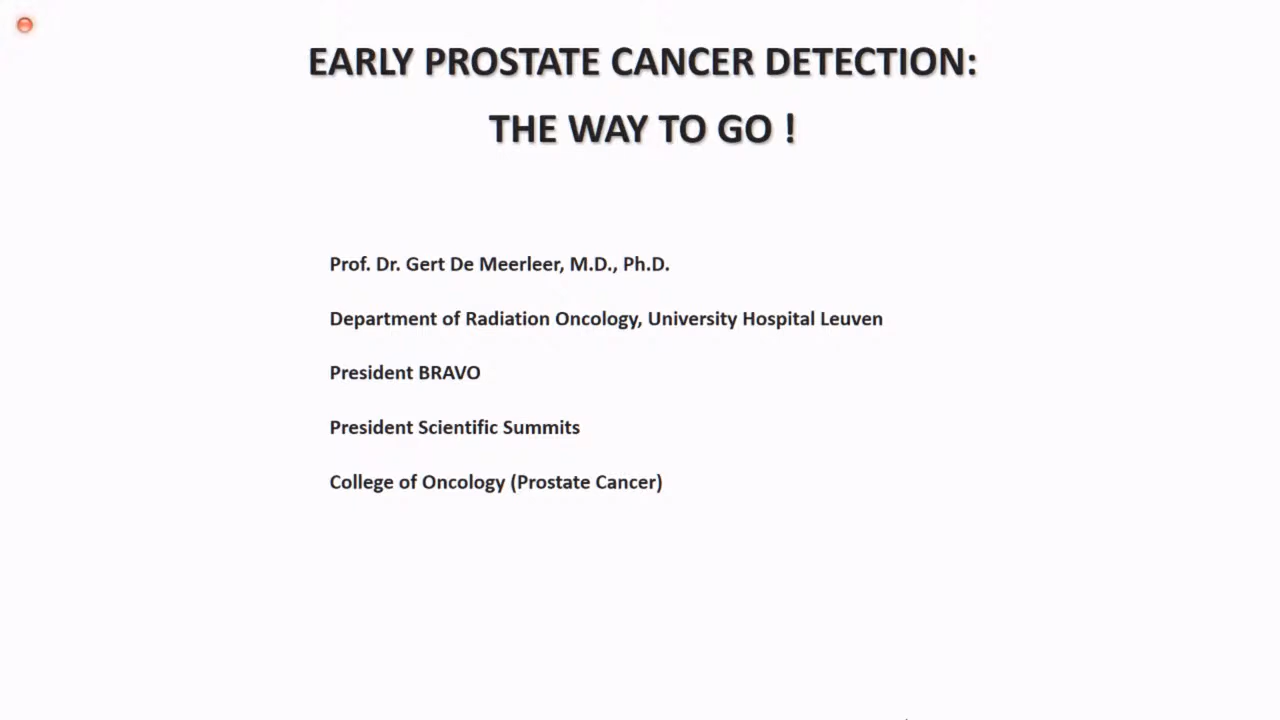 EARLY PROSTATE CANCER DETECTION:
THE WAY TO GO !
Prof. Dr. Gert De Meerleer, M.D., Ph.D.
Department of Radiation Oncology, University Hospital Leuven
President BRAVO
President Scientific Summits
College of Oncology (Prostate Cancer)